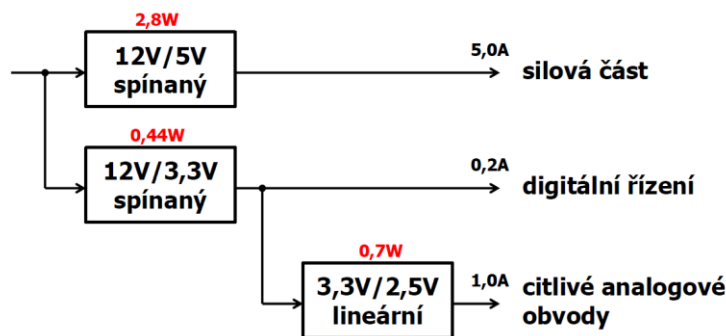 2,8W
12V/5V
spínaný
5,0A
silová část
0,44W
12V/3,3V
spínaný
0,2A
digitální řízení
0,7W
3,3V/2,5V
lineární
1,0A
citlivé analogové
obvody